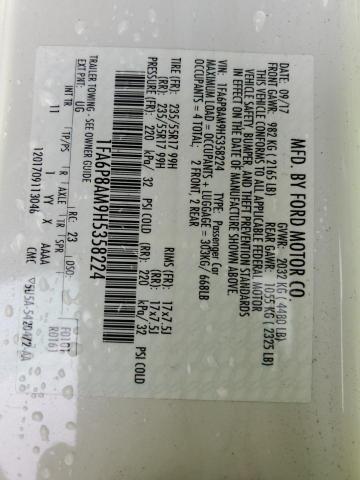 MFD. BY FORD MOTOR CO
DATE: 09/17 GVWR: 2032 KG (4480 LB)
FRONT GAWR: 982 KG (2165 LB) REAR GAWR: 1055 KG (2325 LB)
THIS VEHICLE CONFORMS TO ALL APPLICABLE FEDERAL MOTOR
VEHICLE SAFETY, BUMPER, AND THEFT PREVENTION STANDARDS
IN EFFECT ON THE DATE OF MANUFACTURE SHOWN ABOVE.
VIN: 1FA6P8AM9H5358224 TYPE: Passenger Car
MAXIMUM LOAD = OCCUPANTS + LUGGAGE = 303KG/ 668LB
OCCUPANTS = 4 TOTAL: 2 FRONT, 2 REAR
TIRE (FR): 235/55R17 99H RIMS (FR): 17x7.5J
(RR): 235/55R17 99H (RR): 17x7.5J
PRESSURE (FR): 220 kPa/ 32 PSI COLD
(RR): 220 kPa/ 32 PSI COLD
1FA6P8AM9H5358224
TRAILER TOWING - SEE OWNER GUIDE
EXT PNT: UG RC: 23 DSO:
INT TR TP/PS R AXLE TR SPR
11 I YY X AAAA
1201709113046 CMC